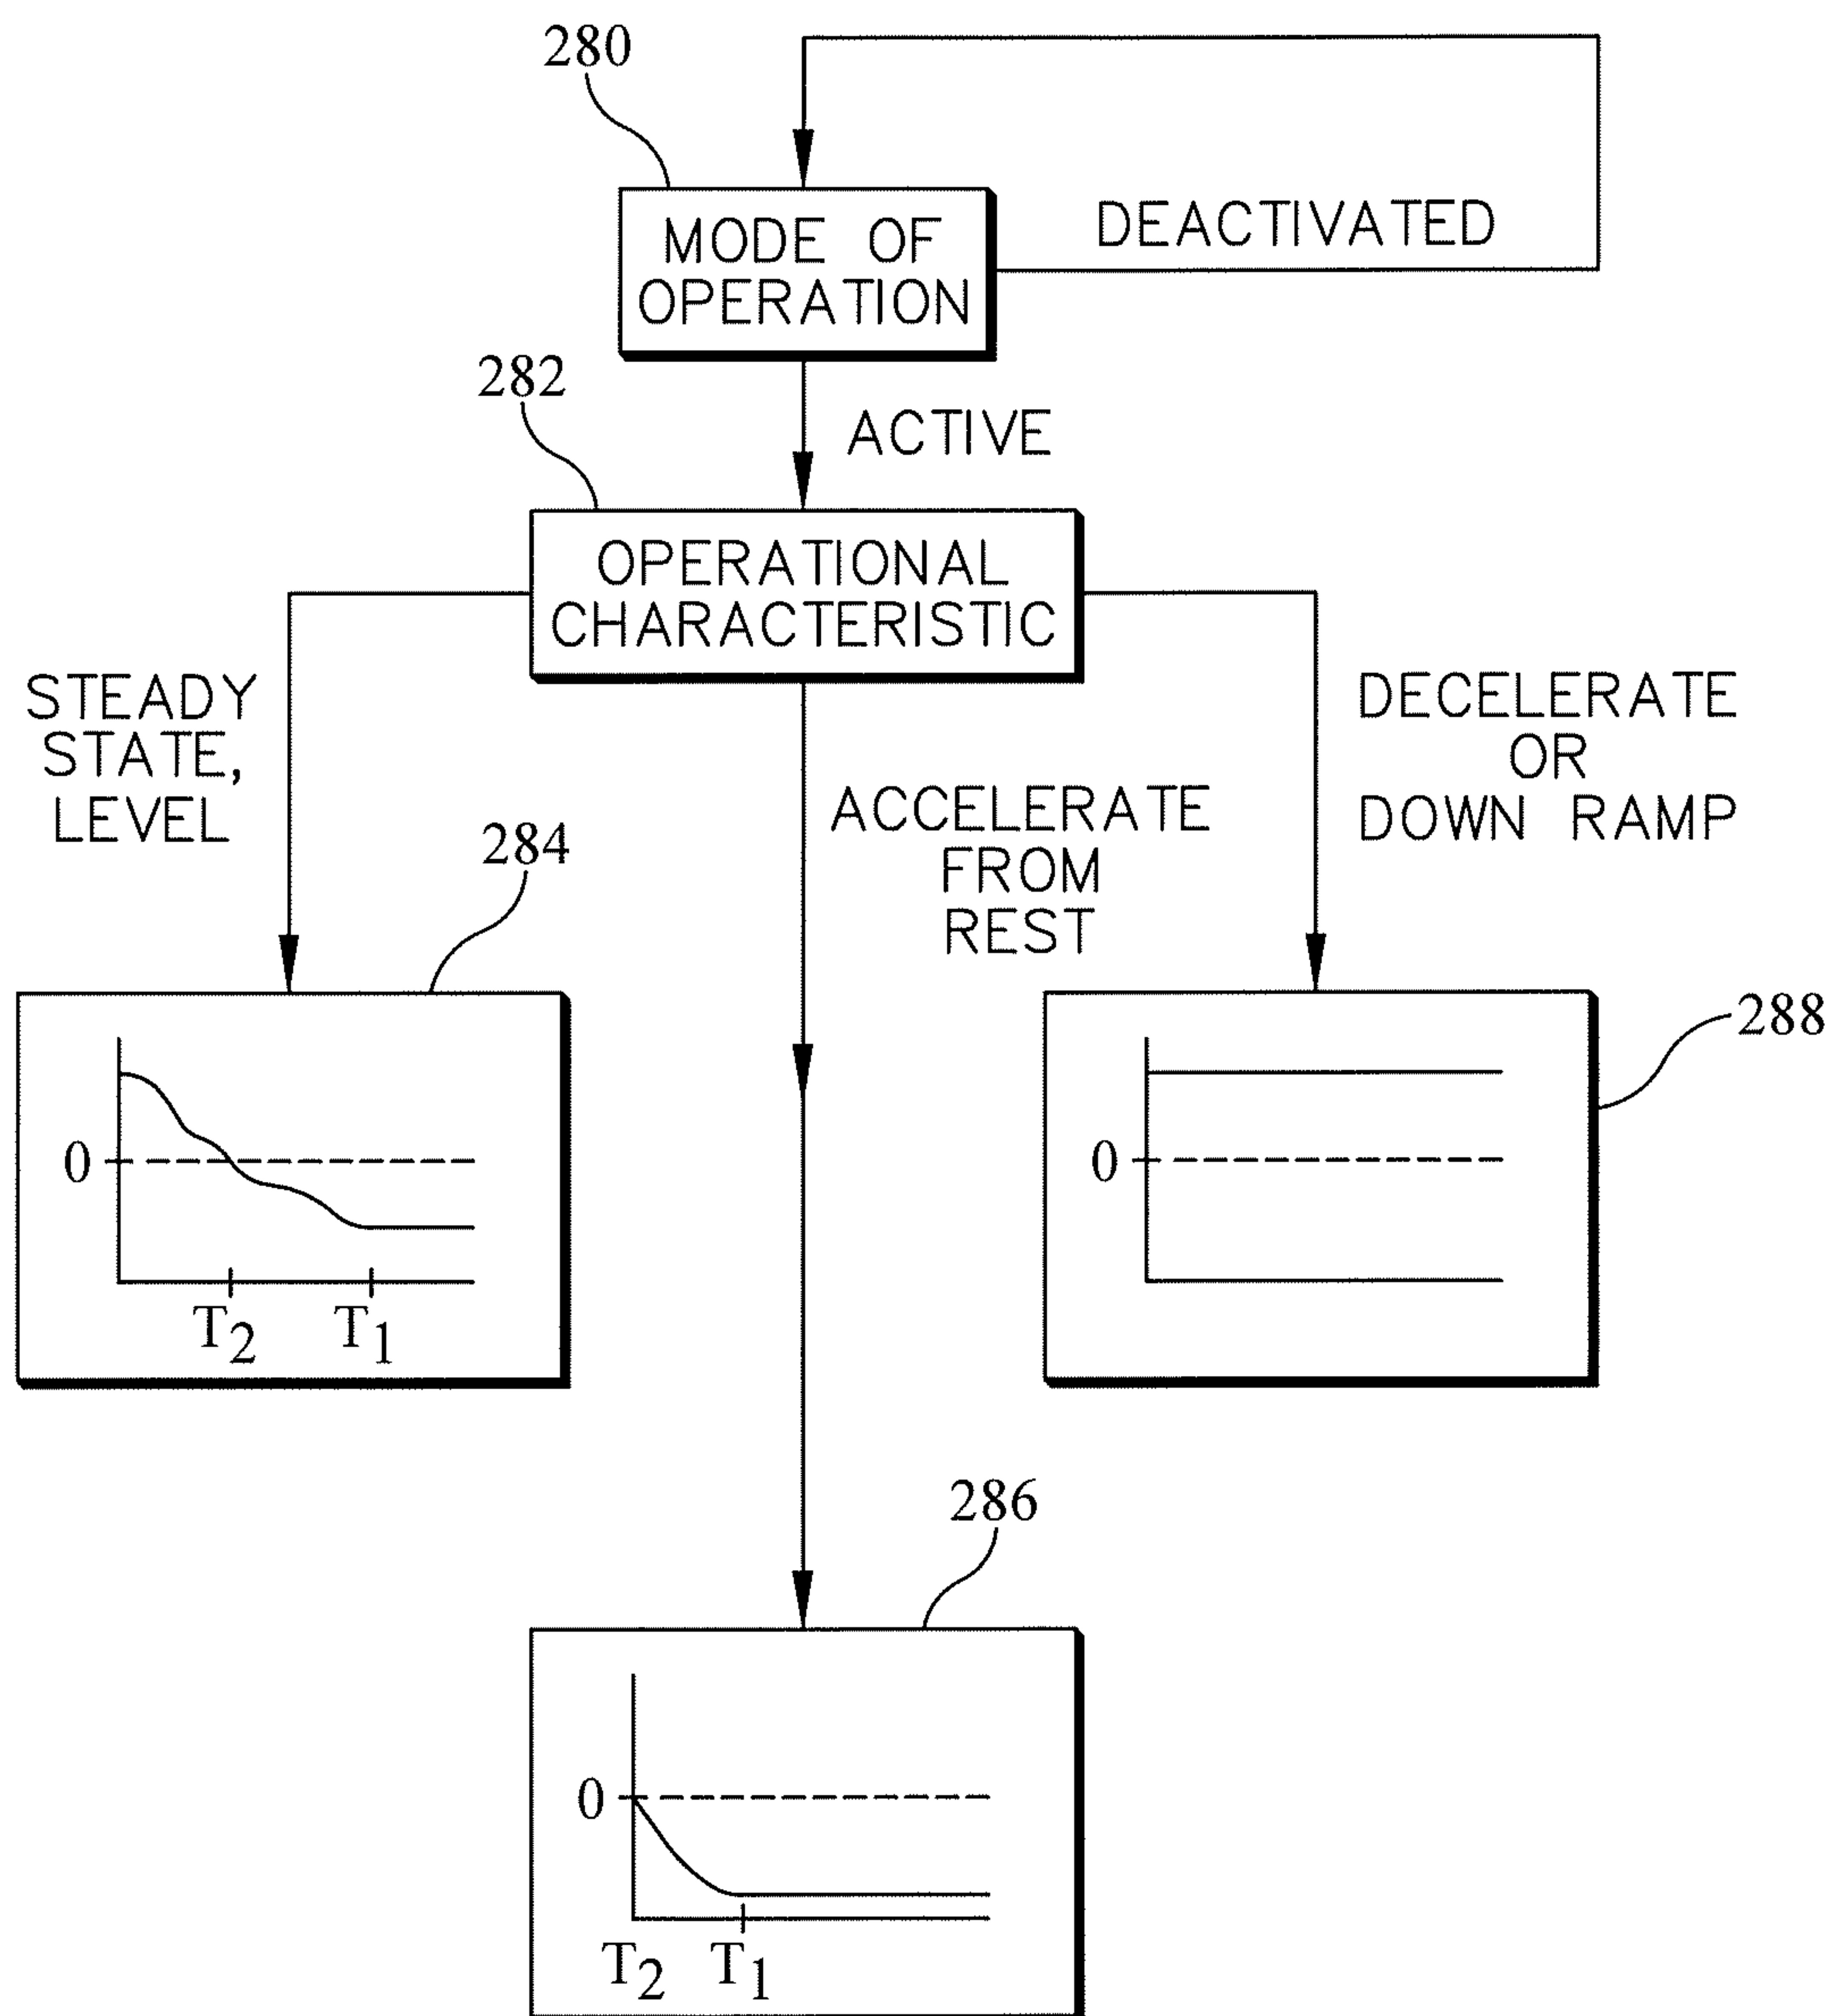 280
MODE OF
OPERATION
DEACTIVATED
282
ACTIVE
OPERATIONAL
CHARACTERISTIC
STEADY
STATE,
LEVEL
ACCELERATE
FROM
REST
DECELERATE
OR
DOWN RAMP
284
0
T2
T1
288
0
286
0
T2
T1